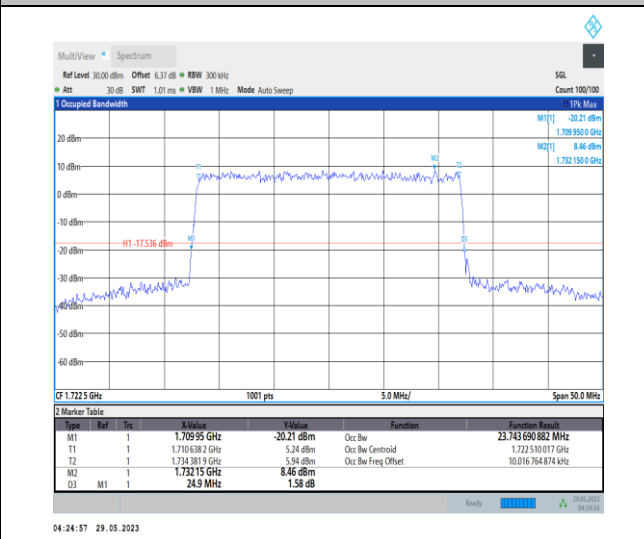 MultiView Spectrum
Ref Level 30.00 dBm Offset 6.37 dB RBW 300 kHz SGL
Att 30 dB SWT 1.01 ms VBW 1 MHz Mode Auto Sweep Count 100/100
1 Occupied Bandwidth 1Pk Max
M1[1] -20.21 dBm
1.709 950 0 GHz
M2[1] 8.46 dBm
1.732 150 0 GHz
20 dBm
10 dBm
0 dBm
-10 dBm
-20 dBm
-30 dBm
-40 dBm
-50 dBm
-60 dBm
T1
M2
T2
M1
D3
H1 -17.536 dBm
CF 1.722 5 GHz 1001 pts 5.0 MHz/ Span 50.0 MHz
2 Marker Table
Type Ref Trc X-Value Y-Value Function Function Result
M1 1 1.709 95 GHz -20.21 dBm Occ Bw 23.743 690 882 MHz
T1 1 1.710 638 2 GHz 5.24 dBm Occ Bw Centroid 1.722 510 017 GHz
T2 1 1.734 381 9 GHz 5.94 dBm Occ Bw Freq Offset 10.016 764 874 kHz
M2 1 1.732 15 GHz 8.46 dBm
D3 M1 1 24.9 MHz 1.58 dB
Ready 29.05.2023
04:24:56
04:24:57 29.05.2023